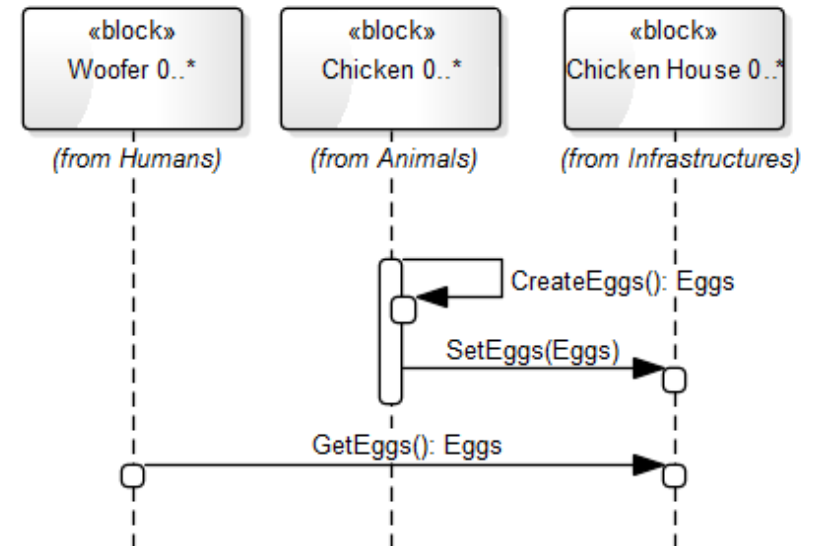 «block»
Woofer 0..*
(from Humans)
«block»
Chicken 0..*
(from Animals)
«block»
Chicken House 0..*
(from Infrastructures)
CreateEggs(): Eggs
SetEggs(Eggs)
GetEggs(): Eggs